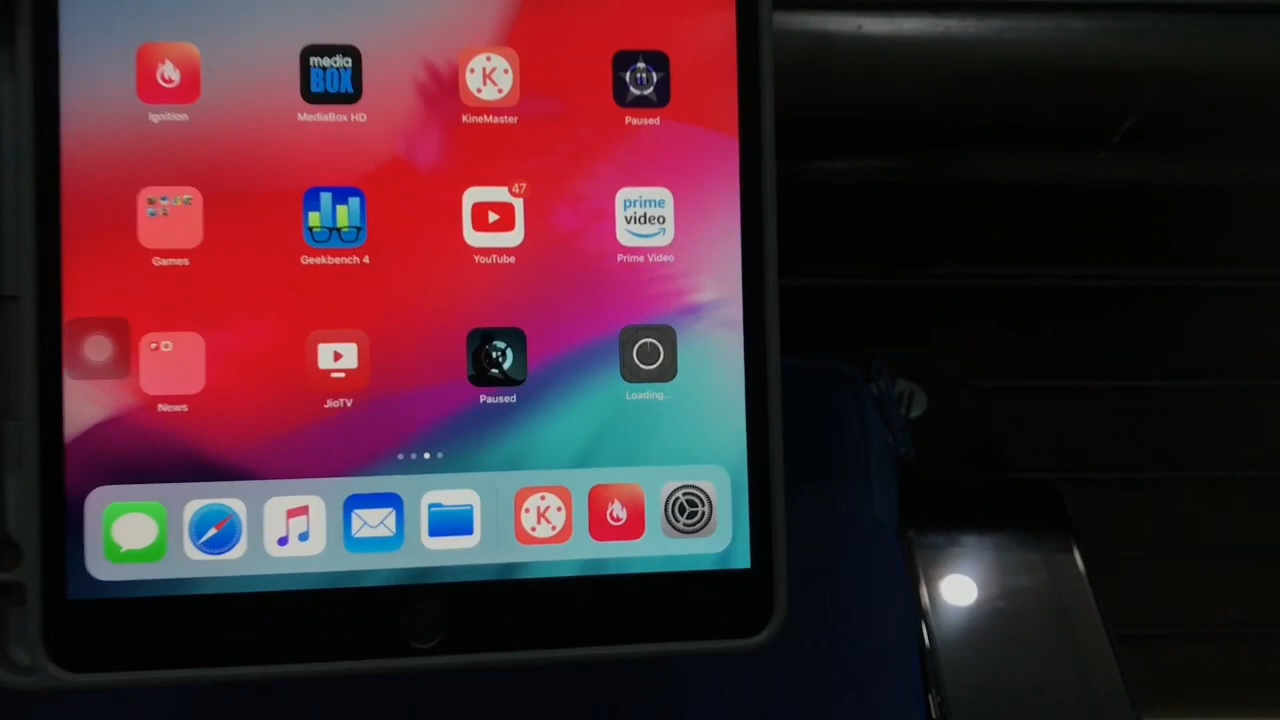 media
BOX
K
Ignition
MediaBox HD
KineMaster
Paused
47
prime
video
Games
Geekbench 4
YouTube
Prime Video
News
JioTV
Paused
Loading...
K